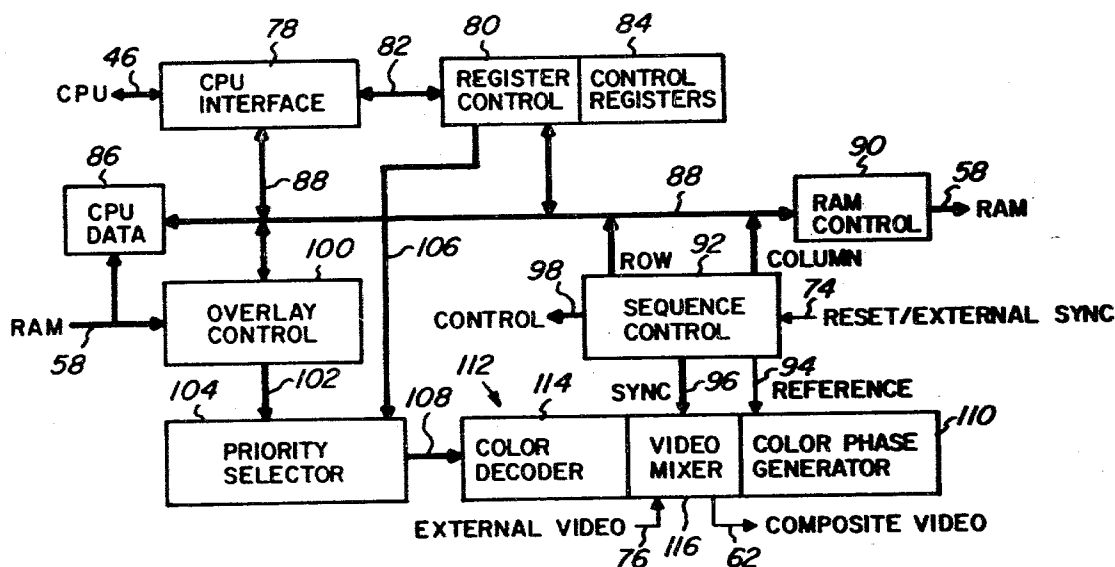 78
80
84
46
82
CPU
CPU
INTERFACE
REGISTER
CONTROL
CONTROL
REGISTERS
86
88
90
58
CPU
DATA
88
RAM
CONTROL
RAM
100
106
92
ROW
COLUMN
98
74
RAM
OVERLAY
CONTROL
CONTROL
SEQUENCE
CONTROL
RESET/EXTERNAL SYNC
58
102
112
114
SYNC
96
94
REFERENCE
104
108
110
PRIORITY
SELECTOR
COLOR
DECODER
VIDEO
MIXER
COLOR PHASE
GENERATOR
EXTERNAL VIDEO
COMPOSITE VIDEO
76
116
62